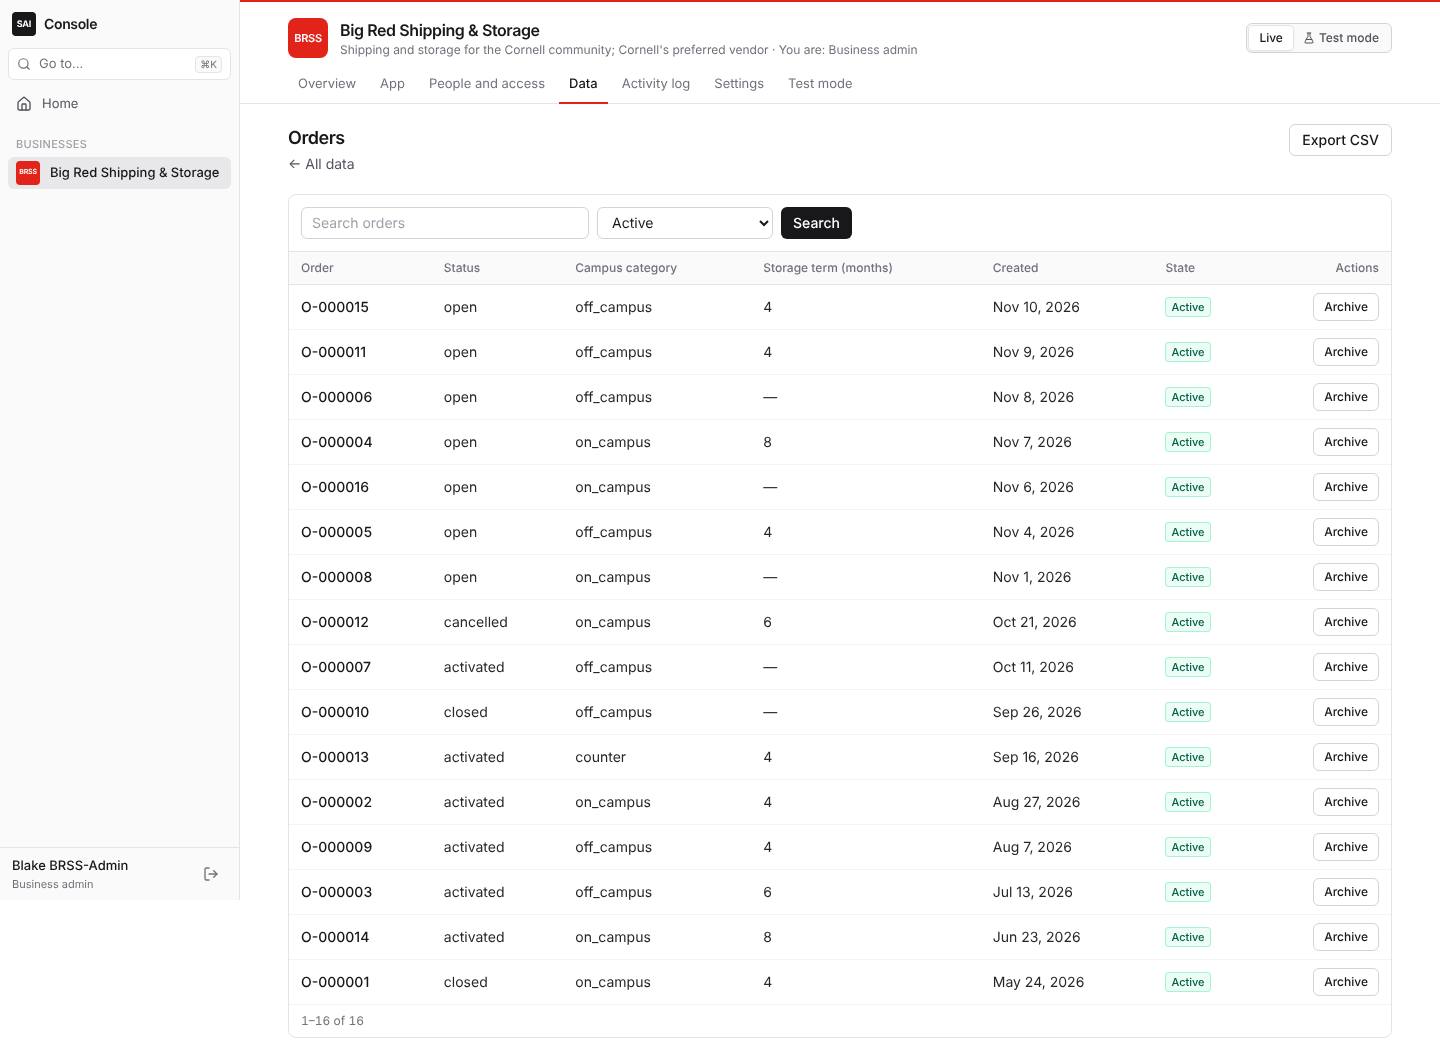 SAI Console
Go to... ⌘K
Home
BUSINESSES
BRSS Big Red Shipping & Storage
Blake BRSS-Admin
Business admin
BRSS
Big Red Shipping & Storage
Shipping and storage for the Cornell community; Cornell's preferred vendor · You are: Business admin
Live Test mode
Overview App People and access Data Activity log Settings Test mode
Orders
← All data
Export CSV
Search orders Active Search
Order Status Campus category Storage term (months) Created State Actions
O-000015 open off_campus 4 Nov 10, 2026 Active Archive
O-000011 open off_campus 4 Nov 9, 2026 Active Archive
O-000006 open off_campus — Nov 8, 2026 Active Archive
O-000004 open on_campus 8 Nov 7, 2026 Active Archive
O-000016 open on_campus — Nov 6, 2026 Active Archive
O-000005 open off_campus 4 Nov 4, 2026 Active Archive
O-000008 open on_campus — Nov 1, 2026 Active Archive
O-000012 cancelled on_campus 6 Oct 21, 2026 Active Archive
O-000007 activated off_campus — Oct 11, 2026 Active Archive
O-000010 closed off_campus — Sep 26, 2026 Active Archive
O-000013 activated counter 4 Sep 16, 2026 Active Archive
O-000002 activated on_campus 4 Aug 27, 2026 Active Archive
O-000009 activated off_campus 4 Aug 7, 2026 Active Archive
O-000003 activated off_campus 6 Jul 13, 2026 Active Archive
O-000014 activated on_campus 8 Jun 23, 2026 Active Archive
O-000001 closed on_campus 4 May 24, 2026 Active Archive
1–16 of 16